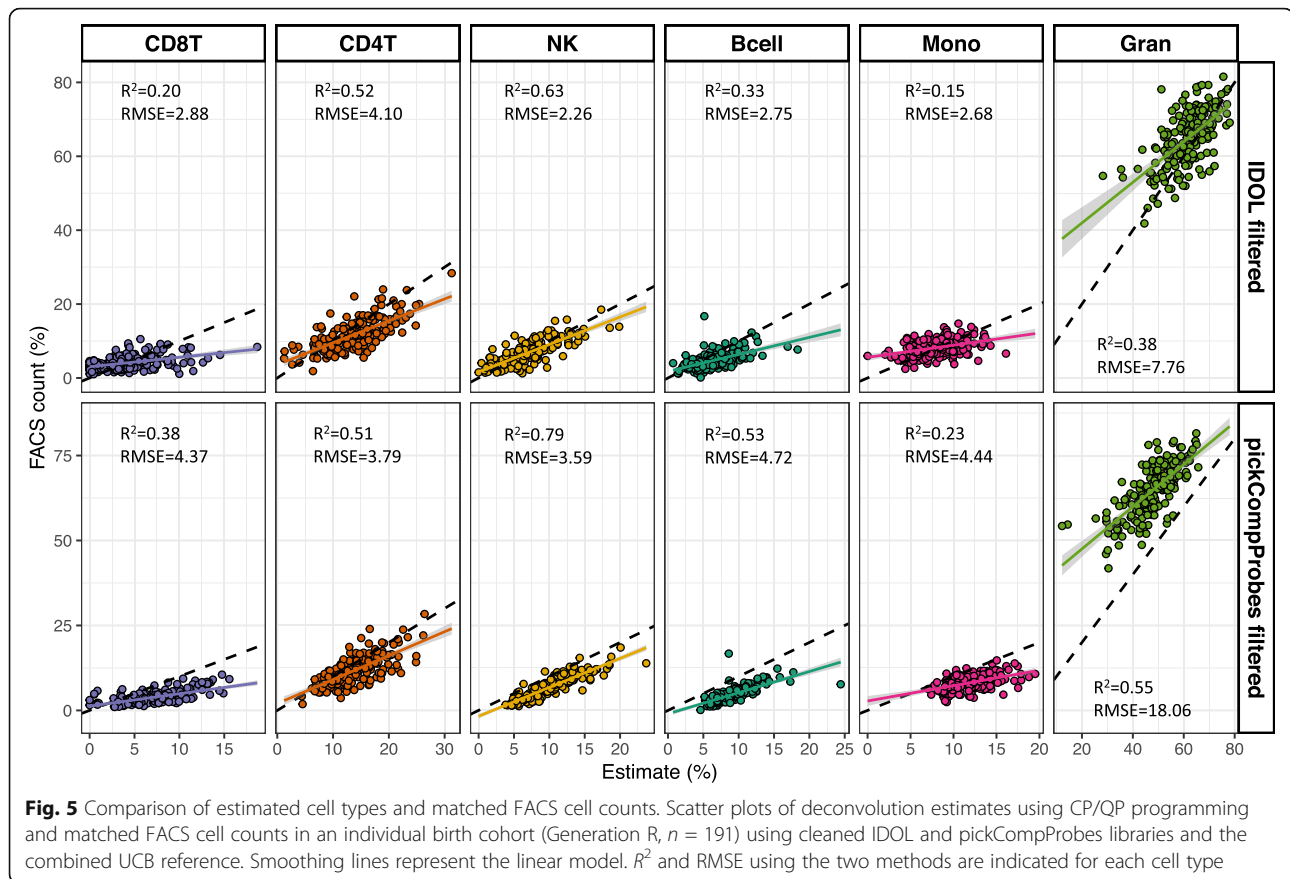 CD8T CD4T NK Bcell Mono Gran
R²=0.20 R²=0.52 R²=0.63 R²=0.33 R²=0.15
RMSE=2.88 RMSE=4.10 RMSE=2.26 RMSE=2.75 RMSE=2.68
R²=0.38
RMSE=7.76
80
60
40
20
0
IDOL filtered
R²=0.38 R²=0.51 R²=0.79 R²=0.53 R²=0.23
RMSE=4.37 RMSE=3.79 RMSE=3.59 RMSE=4.72 RMSE=4.44
R²=0.55
RMSE=18.06
75
50
25
0
pickCompProbes filtered
FACS count (%)
0 5 10 15 0 10 20 30 0 5 10 15 20 0 5 10 15 20 25 0 5 10 15 20 20 40 60 80
Estimate (%)
Fig. 5 Comparison of estimated cell types and matched FACS cell counts. Scatter plots of deconvolution estimates using CP/QP programming
and matched FACS cell counts in an individual birth cohort (Generation R, n = 191) using cleaned IDOL and pickCompProbes libraries and the
combined UCB reference. Smoothing lines represent the linear model. R² and RMSE using the two methods are indicated for each cell type